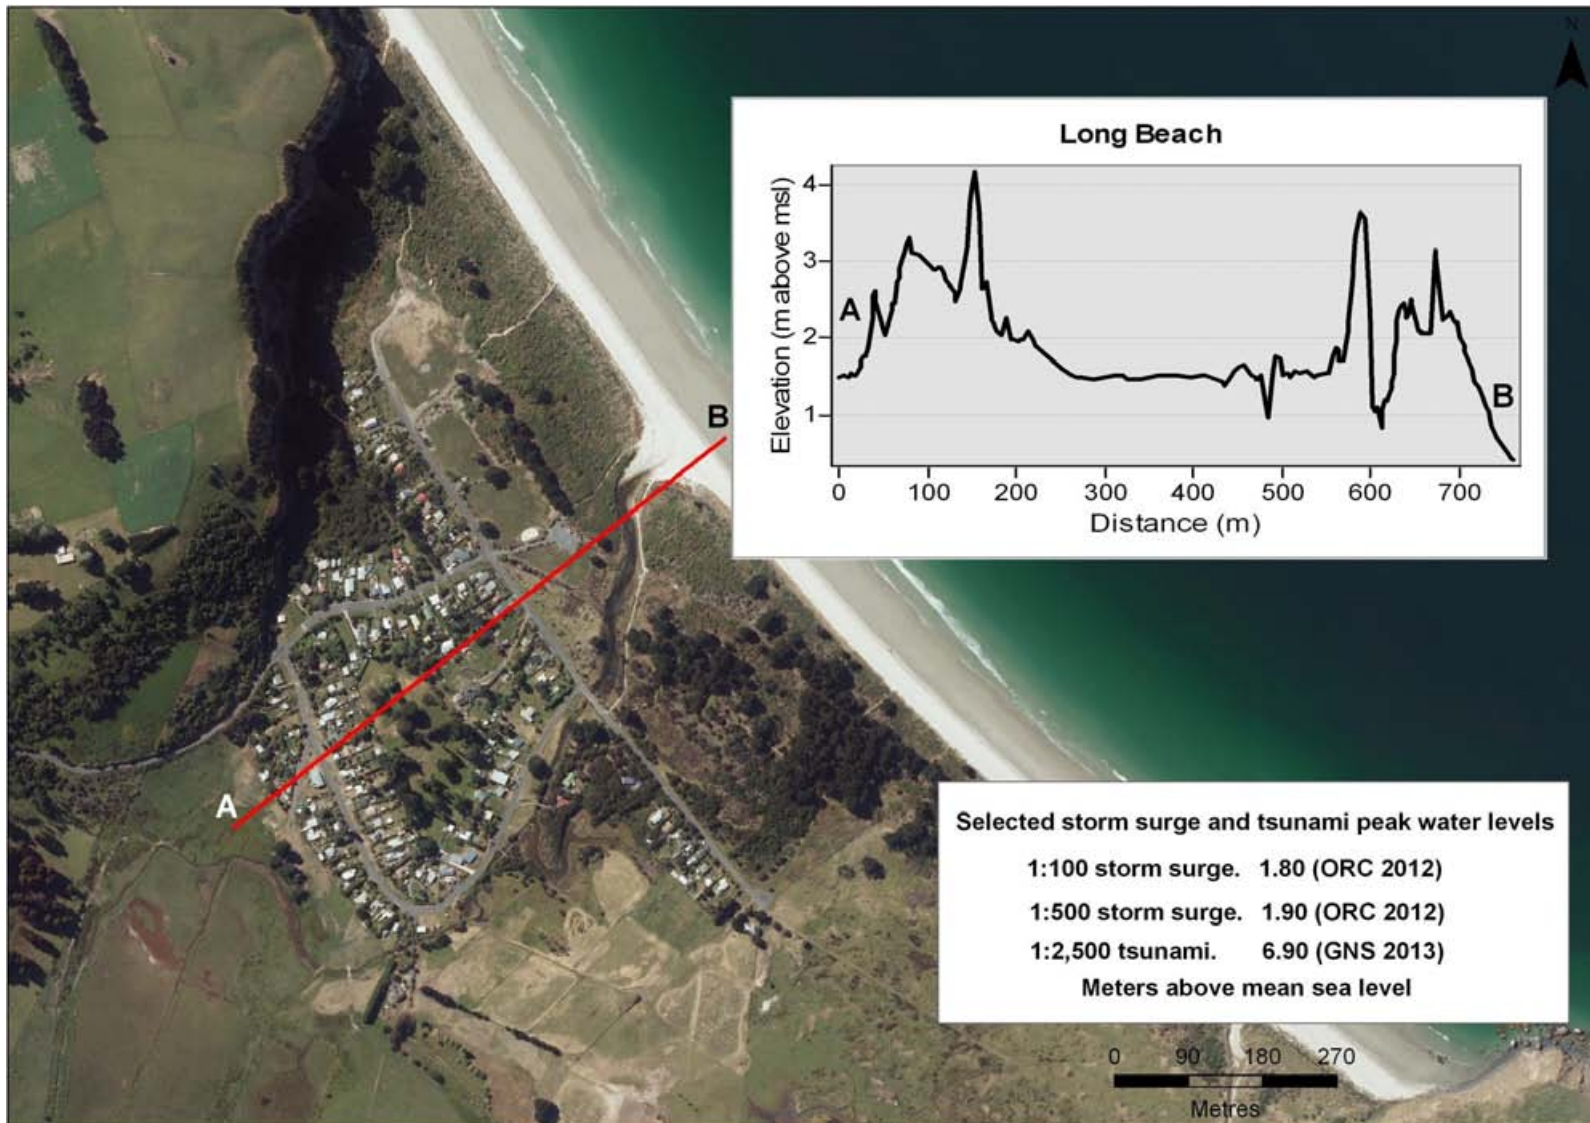 N
Long Beach
Elevation (m above msl)
4
3
2
1
A
B
0 100 200 300 400 500 600 700
Distance (m)
B
A
Selected storm surge and tsunami peak water levels
1:100 storm surge. 1.80 (ORC 2012)
1:500 storm surge. 1.90 (ORC 2012)
1:2,500 tsunami. 6.90 (GNS 2013)
Meters above mean sea level
0 90 180 270
Metres